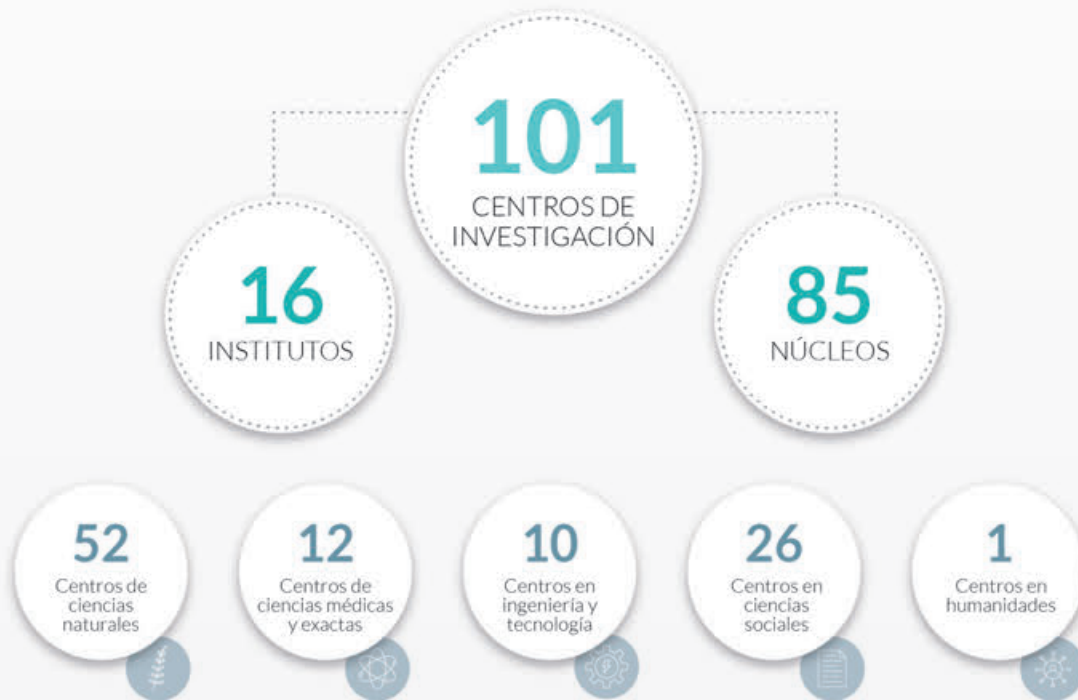 101
CENTROS DE
INVESTIGACIÓN
16
INSTITUTOS
85
NÚCLEOS
52
Centros de
ciencias
naturales
12
Centros de
ciencias médicas
y exactas
10
Centros en
ingeniería y
tecnología
26
Centros en
ciencias
sociales
1
Centros en
humanidades